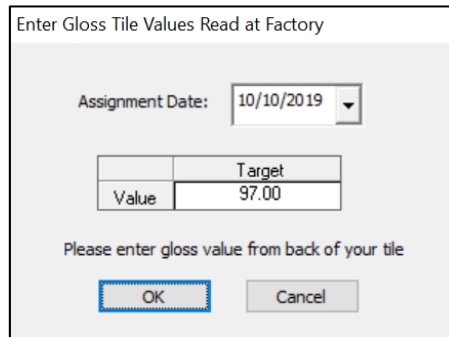 Enter Gloss Tile Values Read at Factory
Assignment Date: 10/10/2019
Target
Value 97.00
Please enter gloss value from back of your tile
OK Cancel